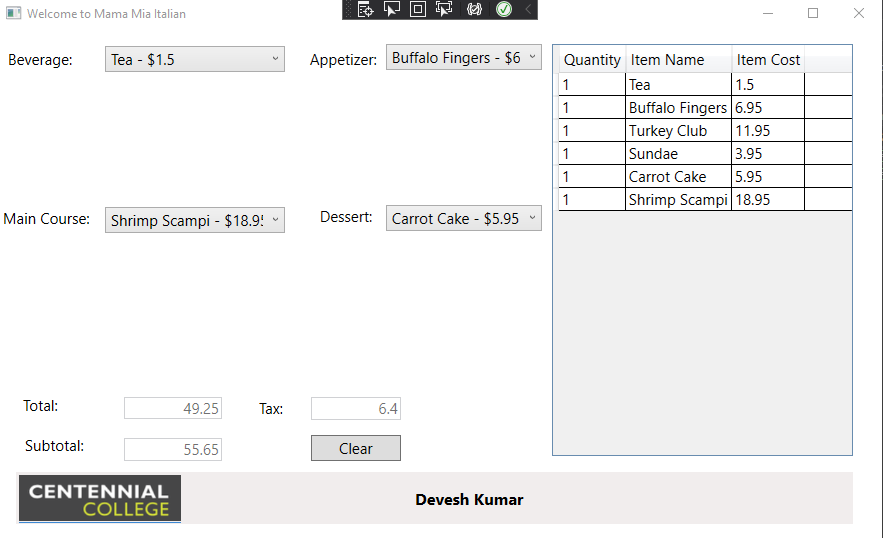 Welcome to Mama Mia Italian
Beverage: Tea - $1.5 Appetizer: Buffalo Fingers - $6
Quantity Item Name Item Cost
1 Tea 1.5
1 Buffalo Fingers 6.95
1 Turkey Club 11.95
1 Sundae 3.95
1 Carrot Cake 5.95
1 Shrimp Scampi 18.95
Main Course: Shrimp Scampi - $18.95 Dessert: Carrot Cake - $5.95
Total: 49.25 Tax: 6.4
Subtotal: 55.65 Clear
CENTENNIAL
COLLEGE
Devesh Kumar